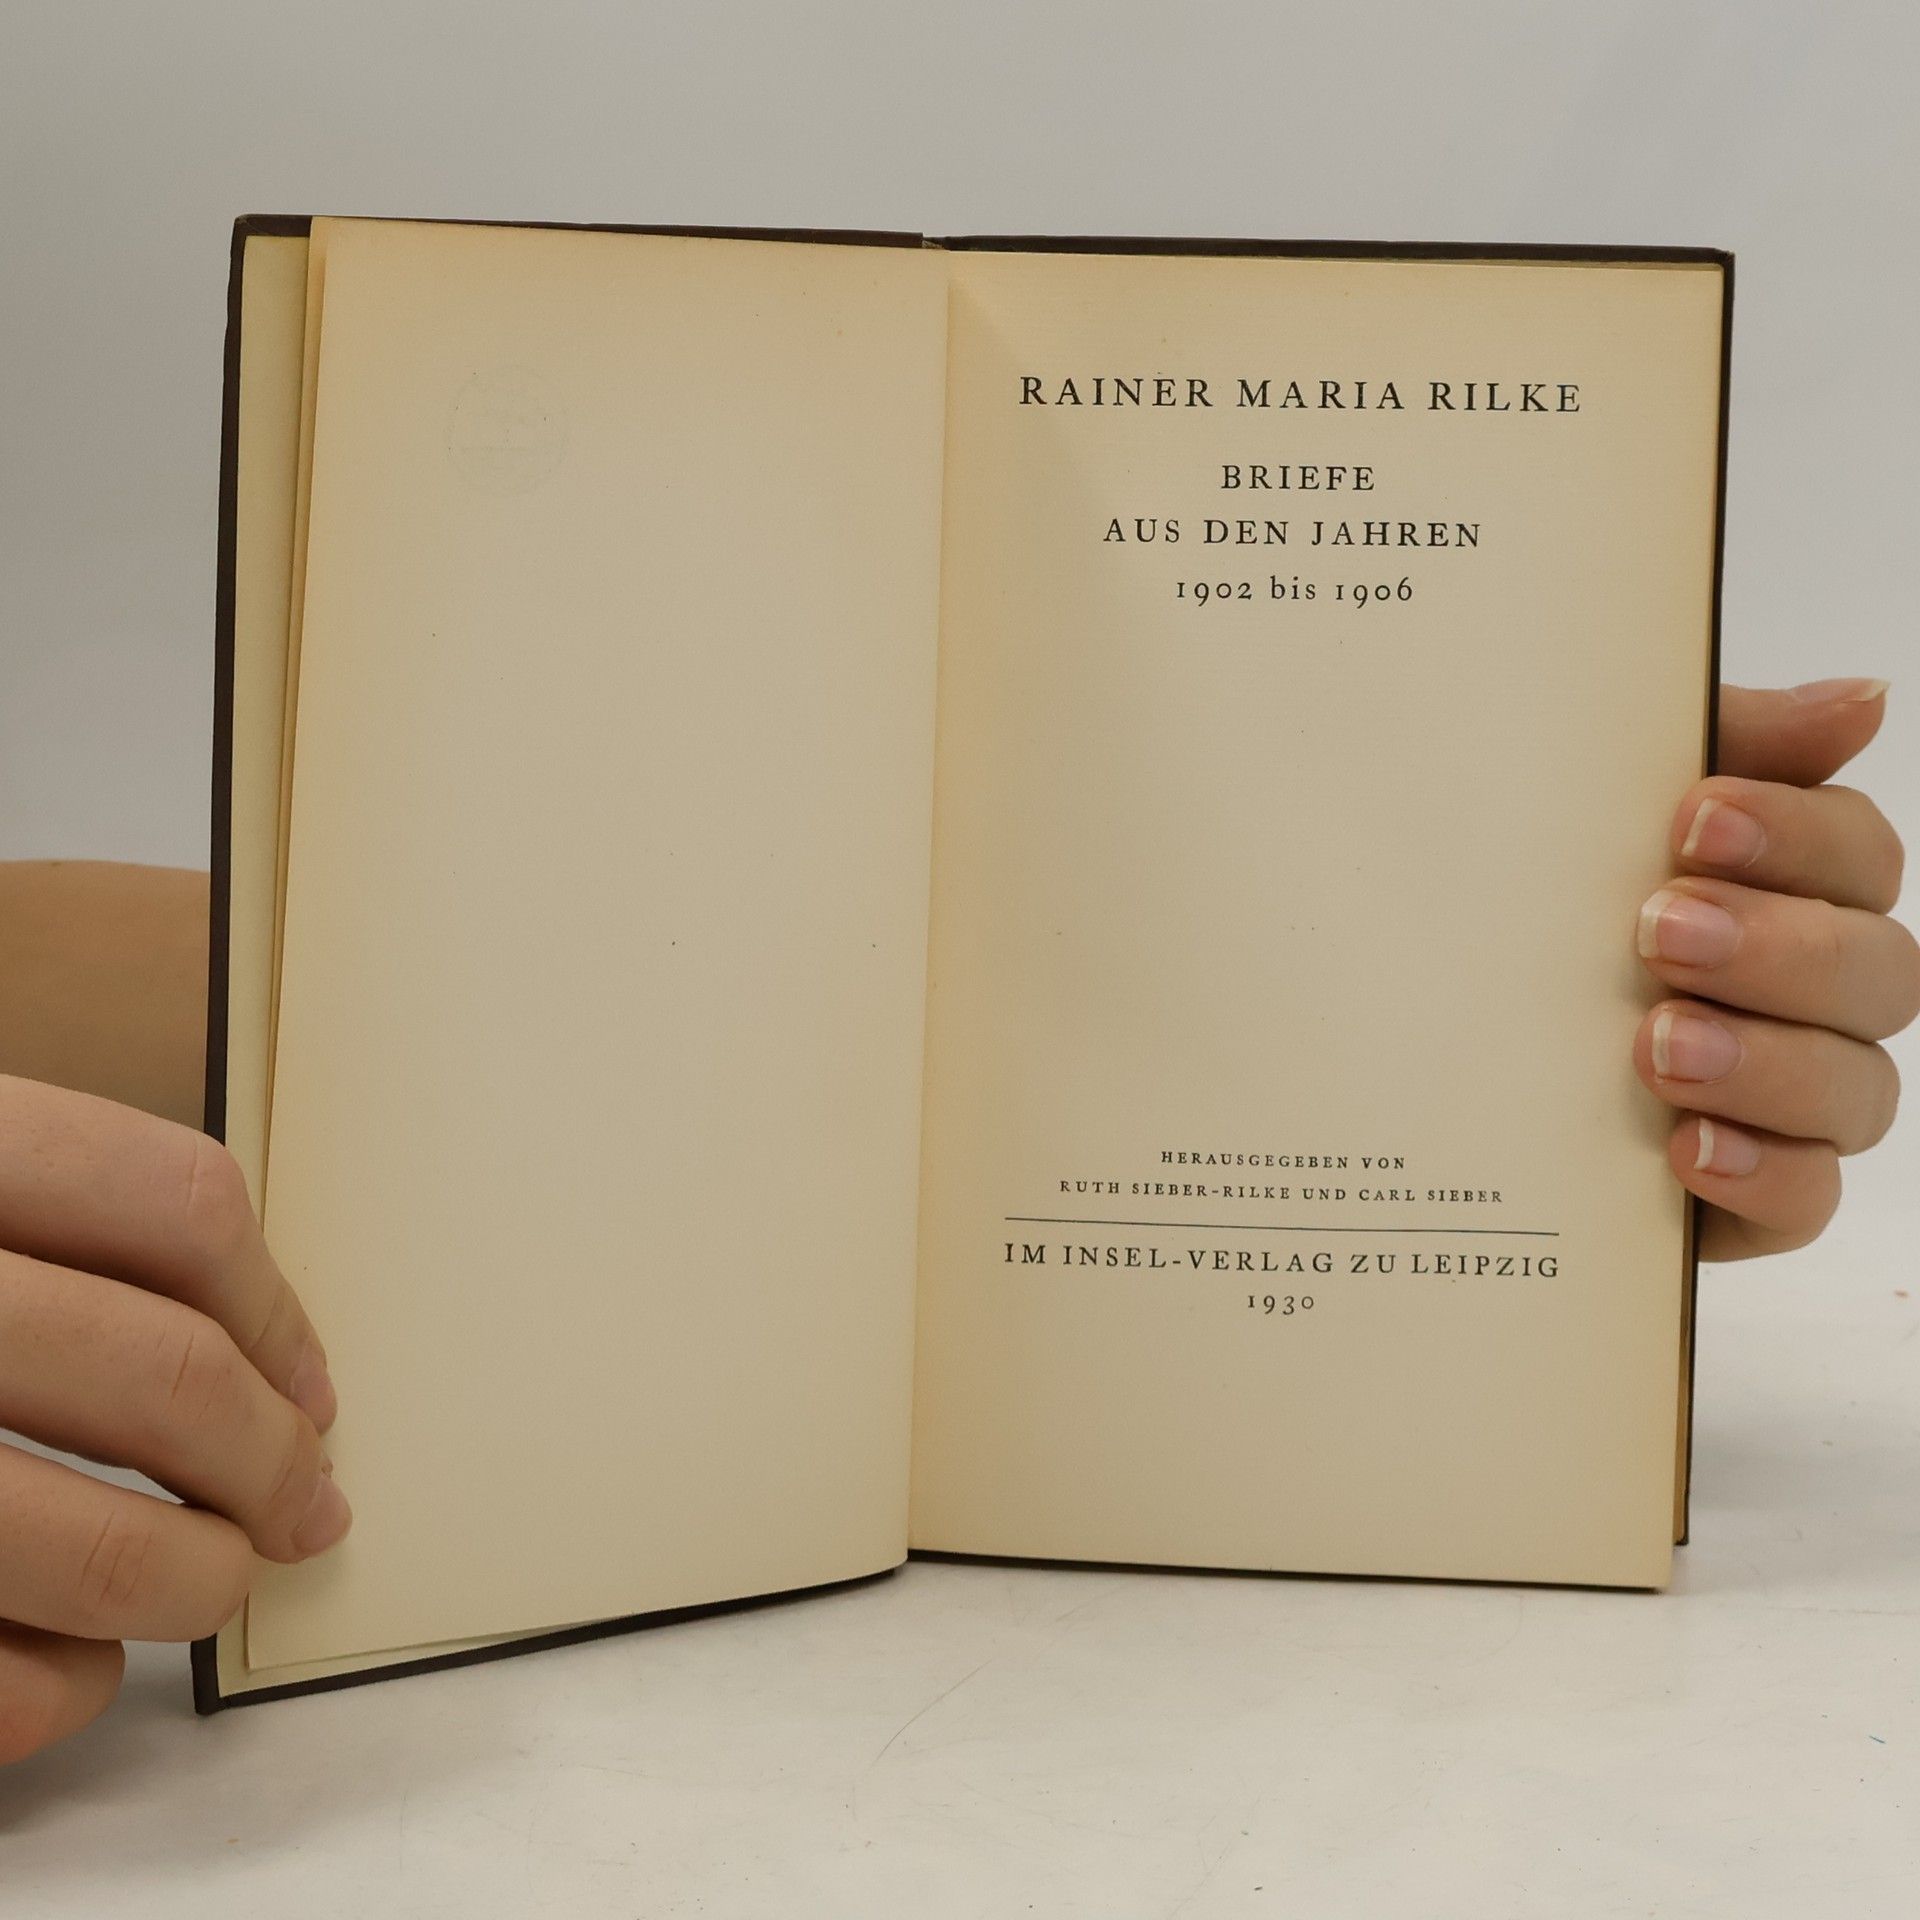 RAINER MARIA RILKE
BRIEFE
AUS DEN JAHREN
1902 bis 1906
HERAUSGEGEBEN VON
RUTH SIEBER-RILKE UND CARL SIEBER
IM INSEL-VERLAG ZU LEIPZIG
1930